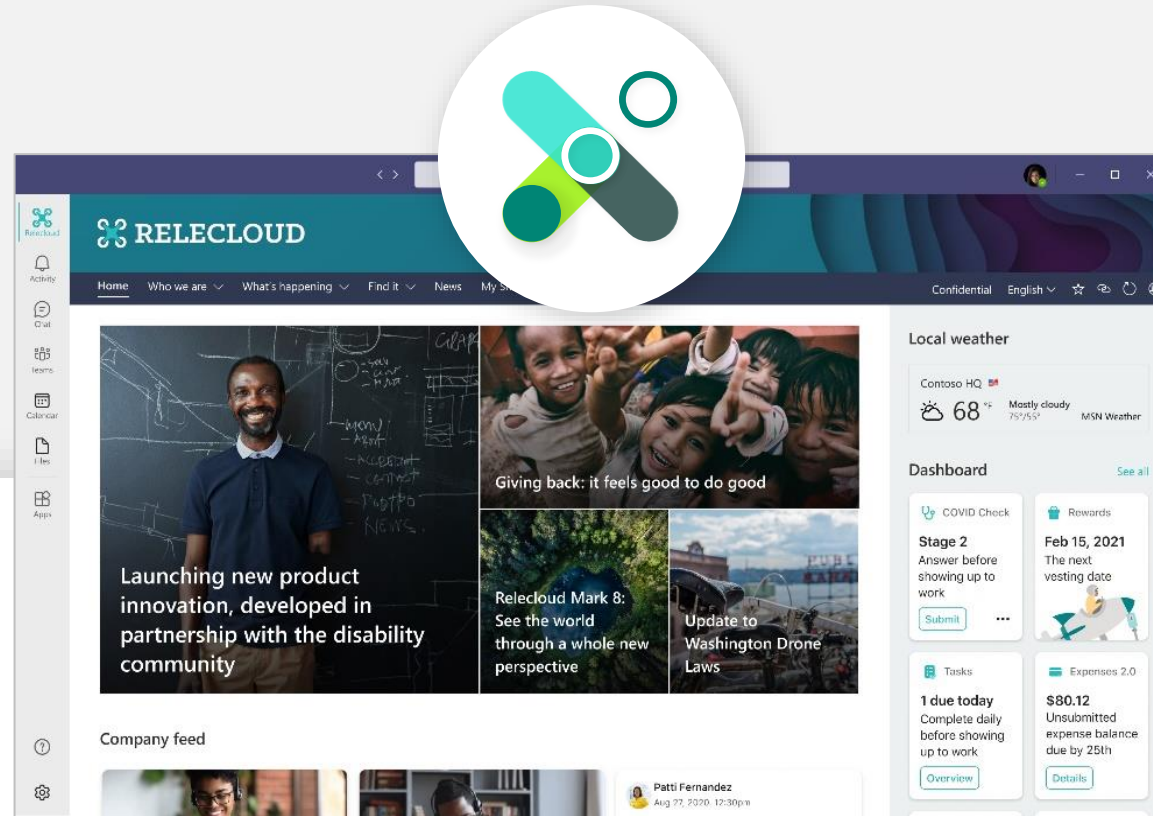 Relecloud
RELECLOUD
Activity
Chat
Teams
Calendar
Files
Apps
Home
Who we are
What's happening
Find it
News
My
Confidential
English
Launching new product
innovation, developed in
partnership with the disability
community
Giving back: it feels good to do good
Relecloud Mark 8:
See the world
through a whole new
perspective
Update to
Washington Drone
Laws
Company feed
Patti Fernandez
Aug 27, 2020, 12:30pm
Local weather
Contoso HQ
68 °F
Mostly cloudy
75°/55°
MSN Weather
Dashboard
See all
COVID Check
Stage 2
Answer before
showing up to
work
Submit
Rewards
Feb 15, 2021
The next
vesting date
Tasks
1 due today
Complete daily
before showing
up to work
Overview
Expenses 2.0
$80.12
Unsubmitted
expense balance
due by 25th
Details